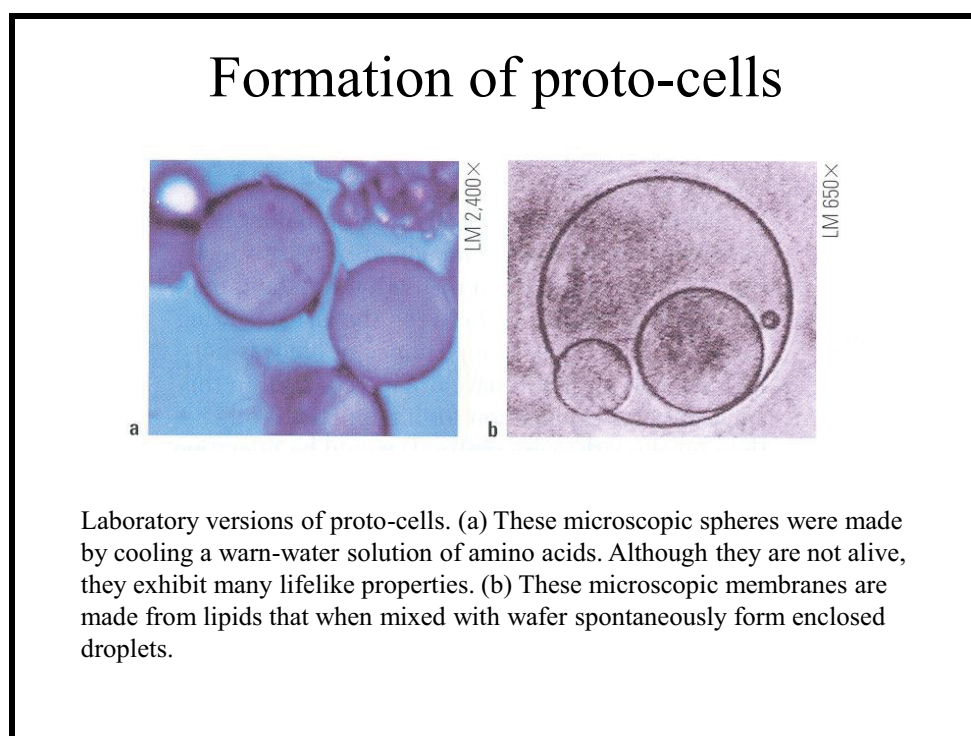 Formation of proto-cells
LM 2,400×
LM 650×
a
b
Laboratory versions of proto-cells. (a) These microscopic spheres were made
by cooling a warn-water solution of amino acids. Although they are not alive,
they exhibit many lifelike properties. (b) These microscopic membranes are
made from lipids that when mixed with wafer spontaneously form enclosed
droplets.